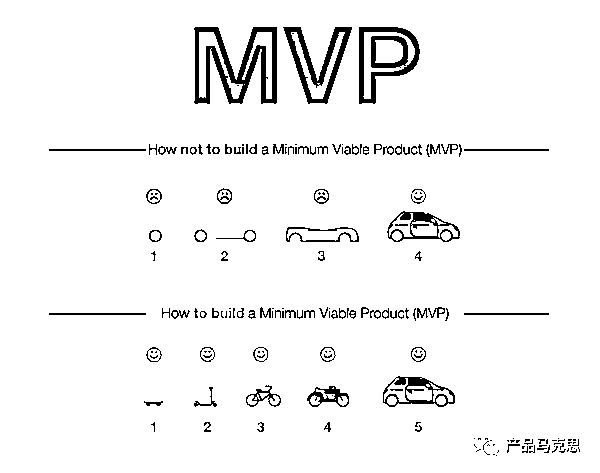 MVP
How not to build a Minimum Viable Product (MVP)
1 2 3 4
How to build a Minimum Viable Product (MVP)
1 2 3 4 5
产品马克思